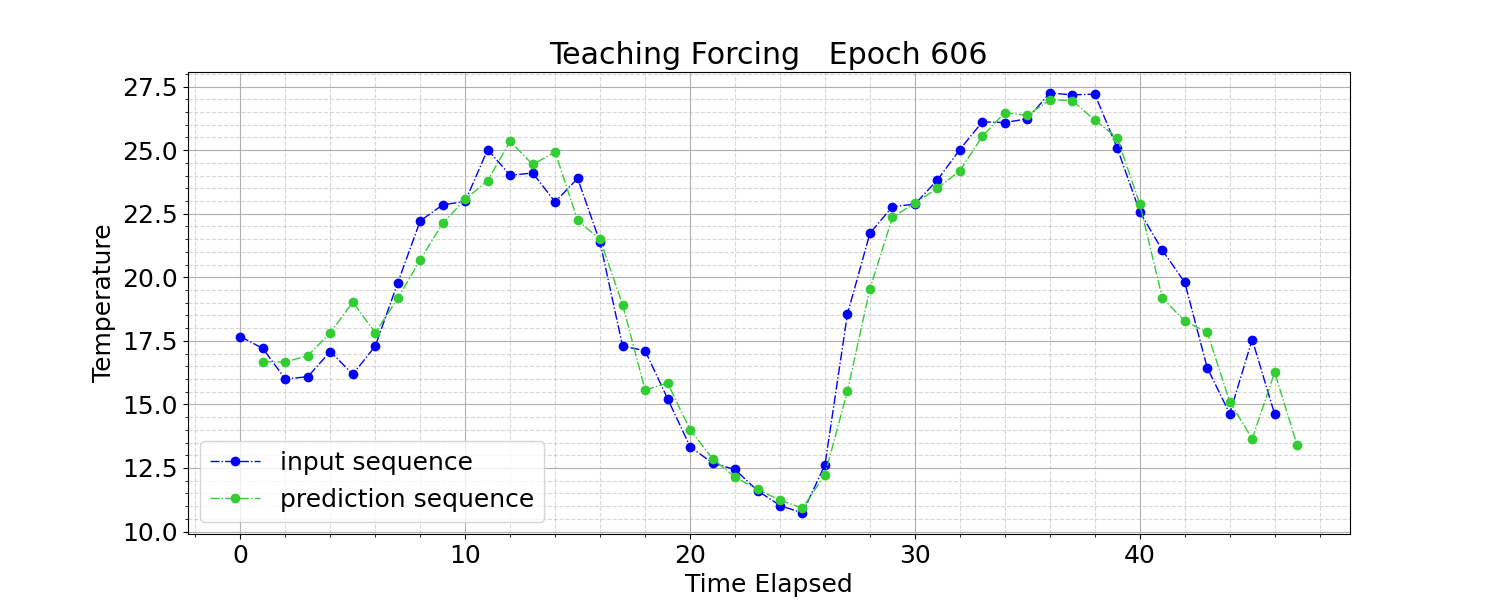 Teaching Forcing   Epoch 606
27.5
25.0
22.5
20.0
17.5
15.0
12.5
10.0
Temperature
input sequence
prediction sequence
0 10 20 30 40
Time Elapsed